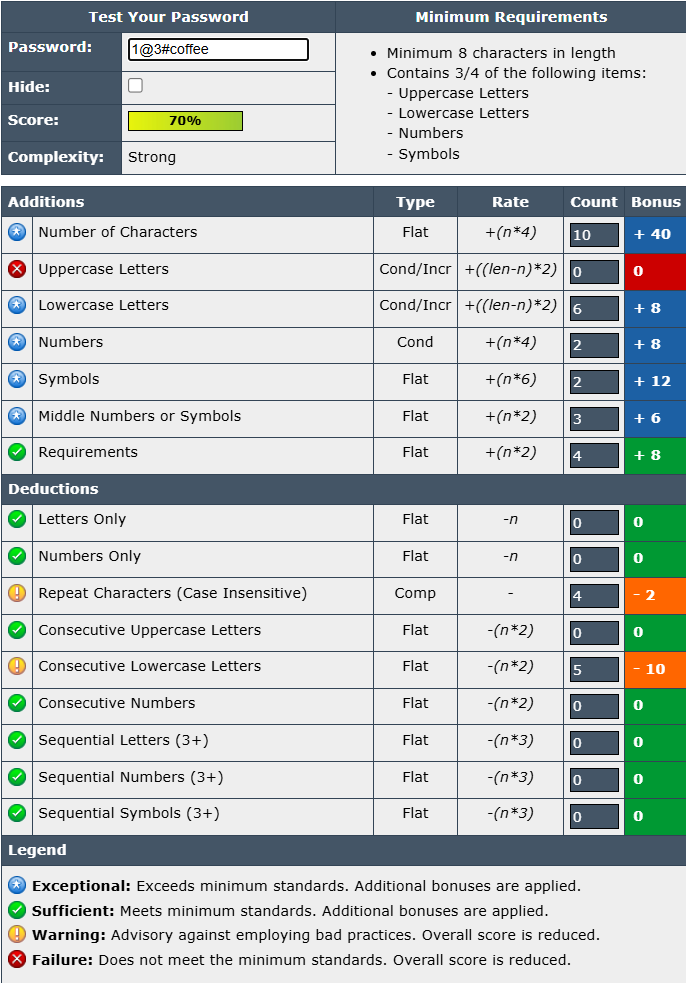 Test Your Password
Minimum Requirements
Password: 1@3#coffee
Hide:
Score: 70%
Complexity: Strong
• Minimum 8 characters in length
• Contains 3/4 of the following items:
- Uppercase Letters
- Lowercase Letters
- Numbers
- Symbols
Additions Type Rate Count Bonus
Number of Characters Flat +(n*4) 10 + 40
Uppercase Letters Cond/Incr +((len-n)*2) 0 0
Lowercase Letters Cond/Incr +((len-n)*2) 6 + 8
Numbers Cond +(n*4) 2 + 8
Symbols Flat +(n*6) 2 + 12
Middle Numbers or Symbols Flat +(n*2) 3 + 6
Requirements Flat +(n*2) 4 + 8
Deductions
Letters Only Flat -n 0 0
Numbers Only Flat -n 0 0
Repeat Characters (Case Insensitive) Comp - 4 - 2
Consecutive Uppercase Letters Flat -(n*2) 0 0
Consecutive Lowercase Letters Flat -(n*2) 5 - 10
Consecutive Numbers Flat -(n*2) 0 0
Sequential Letters (3+) Flat -(n*3) 0 0
Sequential Numbers (3+) Flat -(n*3) 0 0
Sequential Symbols (3+) Flat -(n*3) 0 0
Legend
Exceptional: Exceeds minimum standards. Additional bonuses are applied.
Sufficient: Meets minimum standards. Additional bonuses are applied.
Warning: Advisory against employing bad practices. Overall score is reduced.
Failure: Does not meet the minimum standards. Overall score is reduced.